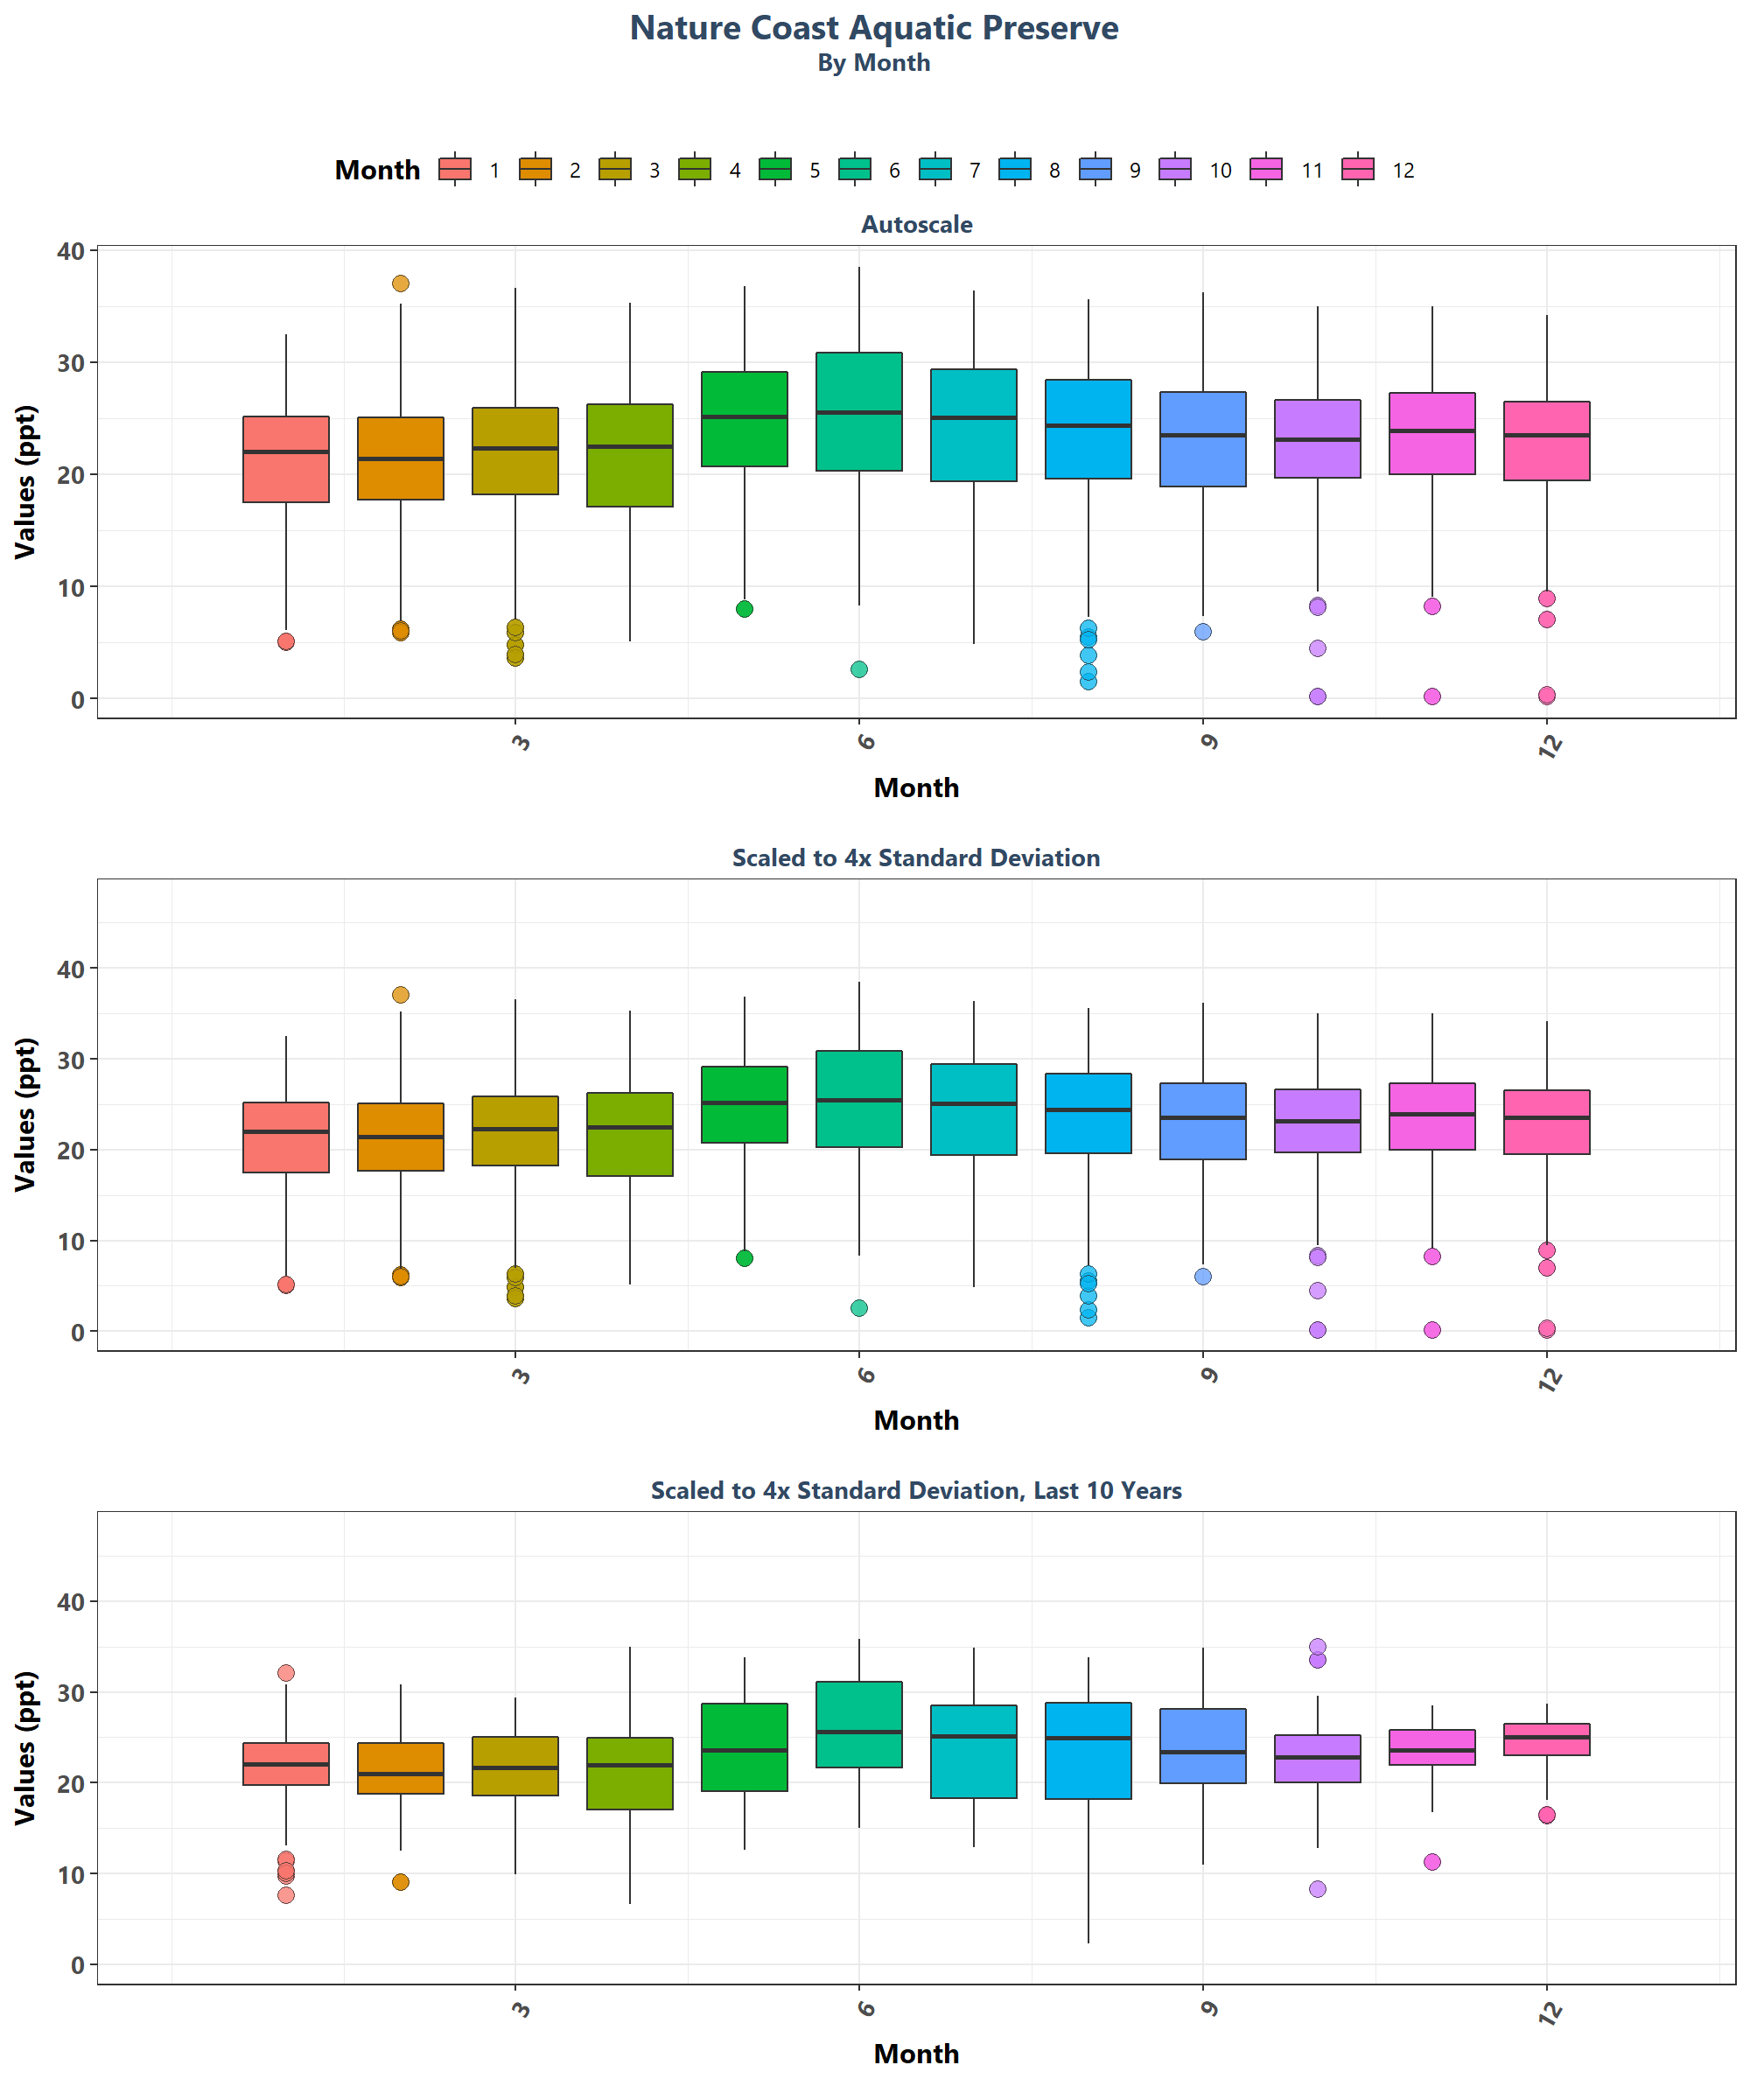 Nature Coast Aquatic Preserve
By Month
Month 1 2 3 4 5 6 7 8 9 10 11 12
Autoscale
40
30
20
10
0
Values (ppt)
3 6 9 12
Month
Scaled to 4x Standard Deviation
40
30
20
10
0
Values (ppt)
3 6 9 12
Month
Scaled to 4x Standard Deviation, Last 10 Years
40
30
20
10
0
Values (ppt)
3 6 9 12
Month